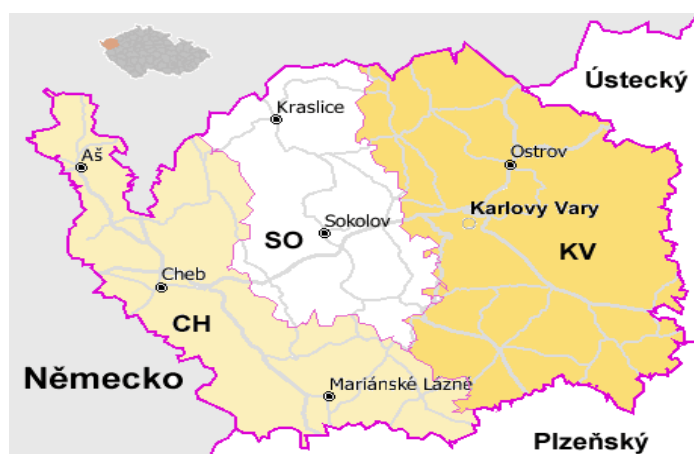 Ústecký
Kraslice
Aš
Ostrov
Karlovy Vary
Sokolov
SO
KV
Cheb
CH
Německo
Mariánské Lázně
Plzeňský